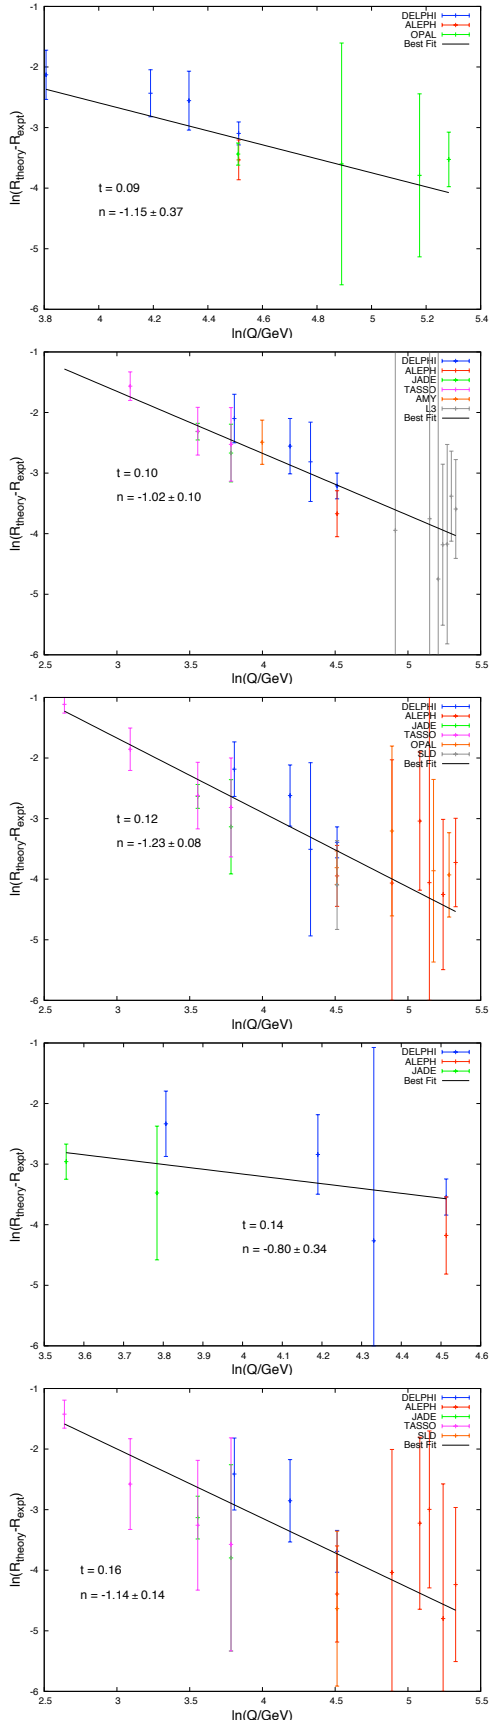 -1
DELPHI
ALEPH
OPAL
Best Fit
-2
-3
ln(R_theory-R_expt)
-4
t = 0.09
n = -1.15 ± 0.37
-5
-6
3.8 4 4.2 4.4 4.6 4.8 5 5.2 5.4
ln(Q/GeV)
-1
DELPHI
ALEPH
JADE
TASSO
AMY
L3
Best Fit
-2
-3
ln(R_theory-R_expt)
t = 0.10
n = -1.02 ± 0.10
-4
-5
-6
2.5 3 3.5 4 4.5 5 5.5
ln(Q/GeV)
-1
DELPHI
ALEPH
JADE
TASSO
OPAL
SLD
Best Fit
-2
-3
ln(R_theory-R_expt)
t = 0.12
n = -1.23 ± 0.08
-4
-5
-6
2.5 3 3.5 4 4.5 5 5.5
ln(Q/GeV)
-1
DELPHI
ALEPH
JADE
Best Fit
-2
-3
ln(R_theory-R_expt)
-4
t = 0.14
n = -0.80 ± 0.34
-5
-6
3.5 3.6 3.7 3.8 3.9 4 4.1 4.2 4.3 4.4 4.5 4.6
ln(Q/GeV)
-1
DELPHI
ALEPH
JADE
TASSO
SLD
Best Fit
-2
-3
ln(R_theory-R_expt)
-4
t = 0.16
n = -1.14 ± 0.14
-5
-6
2.5 3 3.5 4 4.5 5 5.5
ln(Q/GeV)